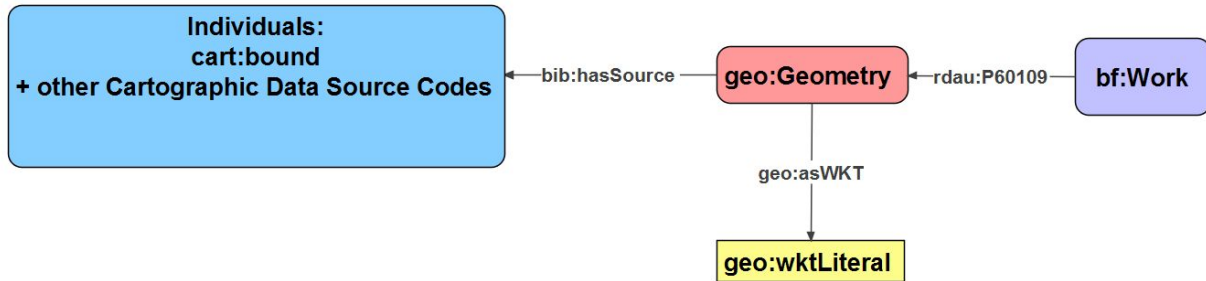 Individuals:
cart:bound
+ other Cartographic Data Source Codes
bib:hasSource
geo:Geometry
rdau:P60109
bf:Work
geo:asWKT
geo:wktLiteral